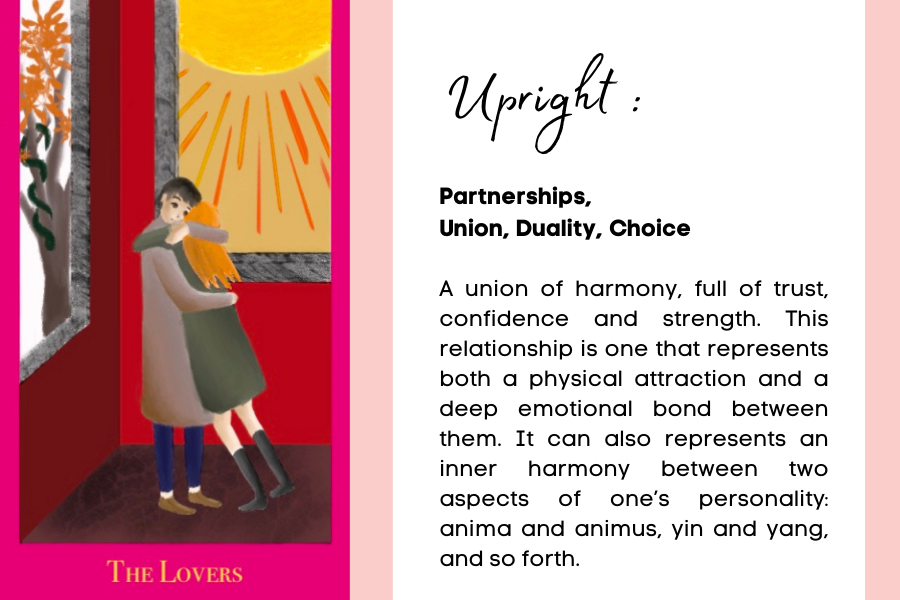 THE LOVERS
Upright :
Partnerships,
Union, Duality, Choice
A union of harmony, full of trust,
confidence and strength. This
relationship is one that represents
both a physical attraction and a
deep emotional bond between
them. It can also represents an
inner harmony between two
aspects of one’s personality:
anima and animus, yin and yang,
and so forth.